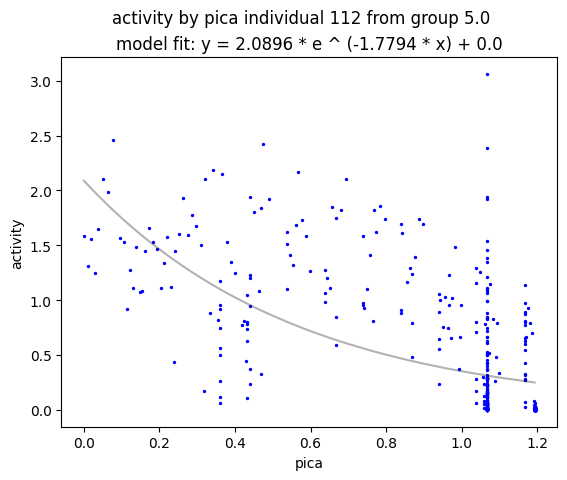 activity by pica individual 112 from group 5.0
model fit: y = 2.0896 * e ^ (-1.7794 * x) + 0.0
3.0
2.5
2.0
1.5
1.0
0.5
0.0
activity
0.0 0.2 0.4 0.6 0.8 1.0 1.2
pica